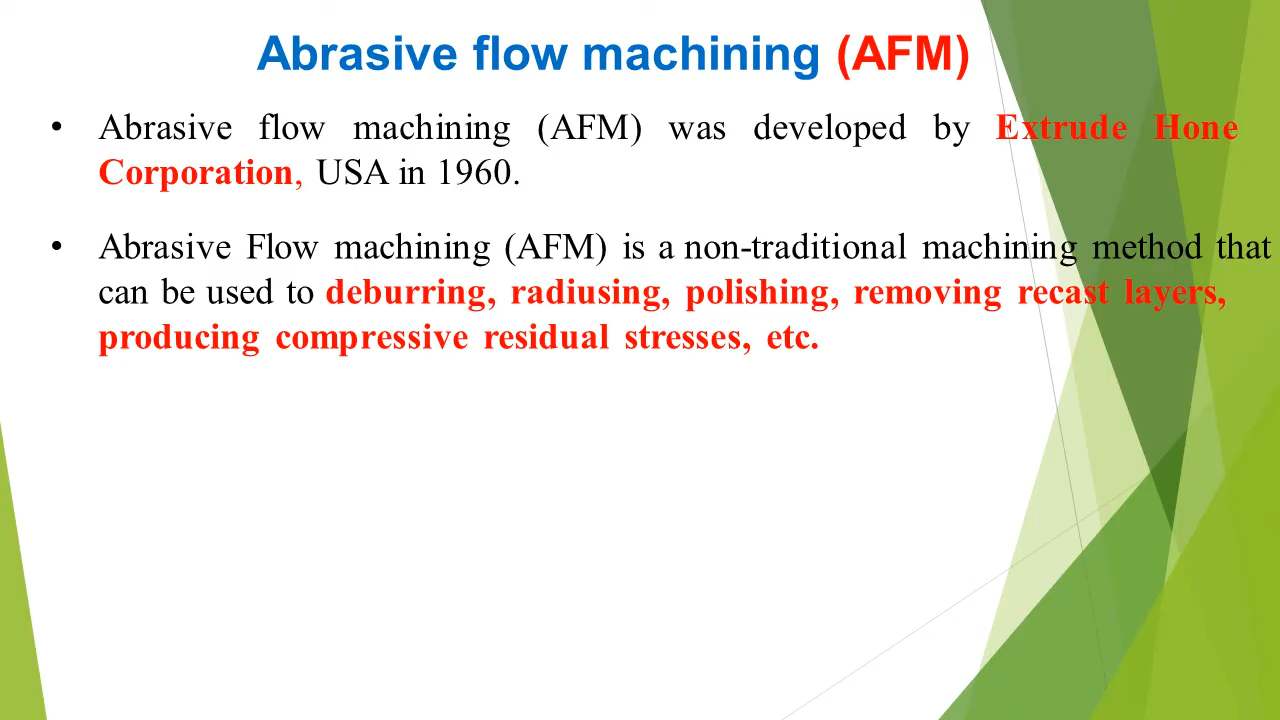 Abrasive flow machining (AFM)
• Abrasive flow machining (AFM) was developed by Extrude Hone
Corporation, USA in 1960.
• Abrasive Flow machining (AFM) is a non-traditional machining method that
can be used to deburring, radiusing, polishing, removing recast layers,
producing compressive residual stresses, etc.